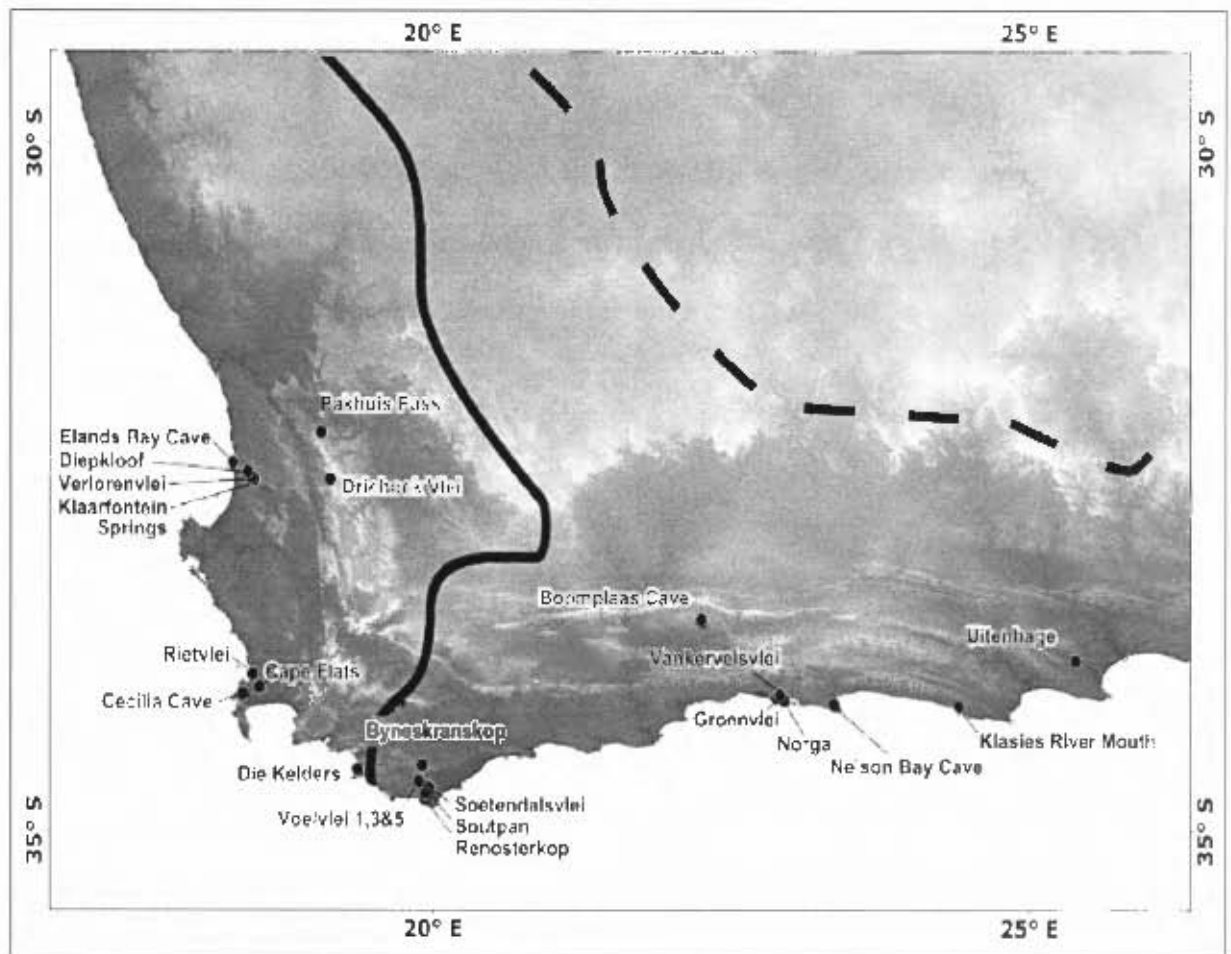 20° E
25° E
30° S
30° S
Pakhuis Pass
Elands Bay Cave
Diepkloof
Verlorenvlei
Klaarfontein
Springs
Driehoek Vlei
Boomplaas Cave
Uitenhage
Vankervelsvlei
Rietvlei
Cape Flats
Cecilia Cave
Groenvlei
Norga
Nelson Bay Cave
Klasies River Mouth
Byneskranskop
Die Kelders
Voelvlei 1,3&5
Soetendalsvlei
Soutpan
Renosterkop
35° S
35° S
20° E
25° E